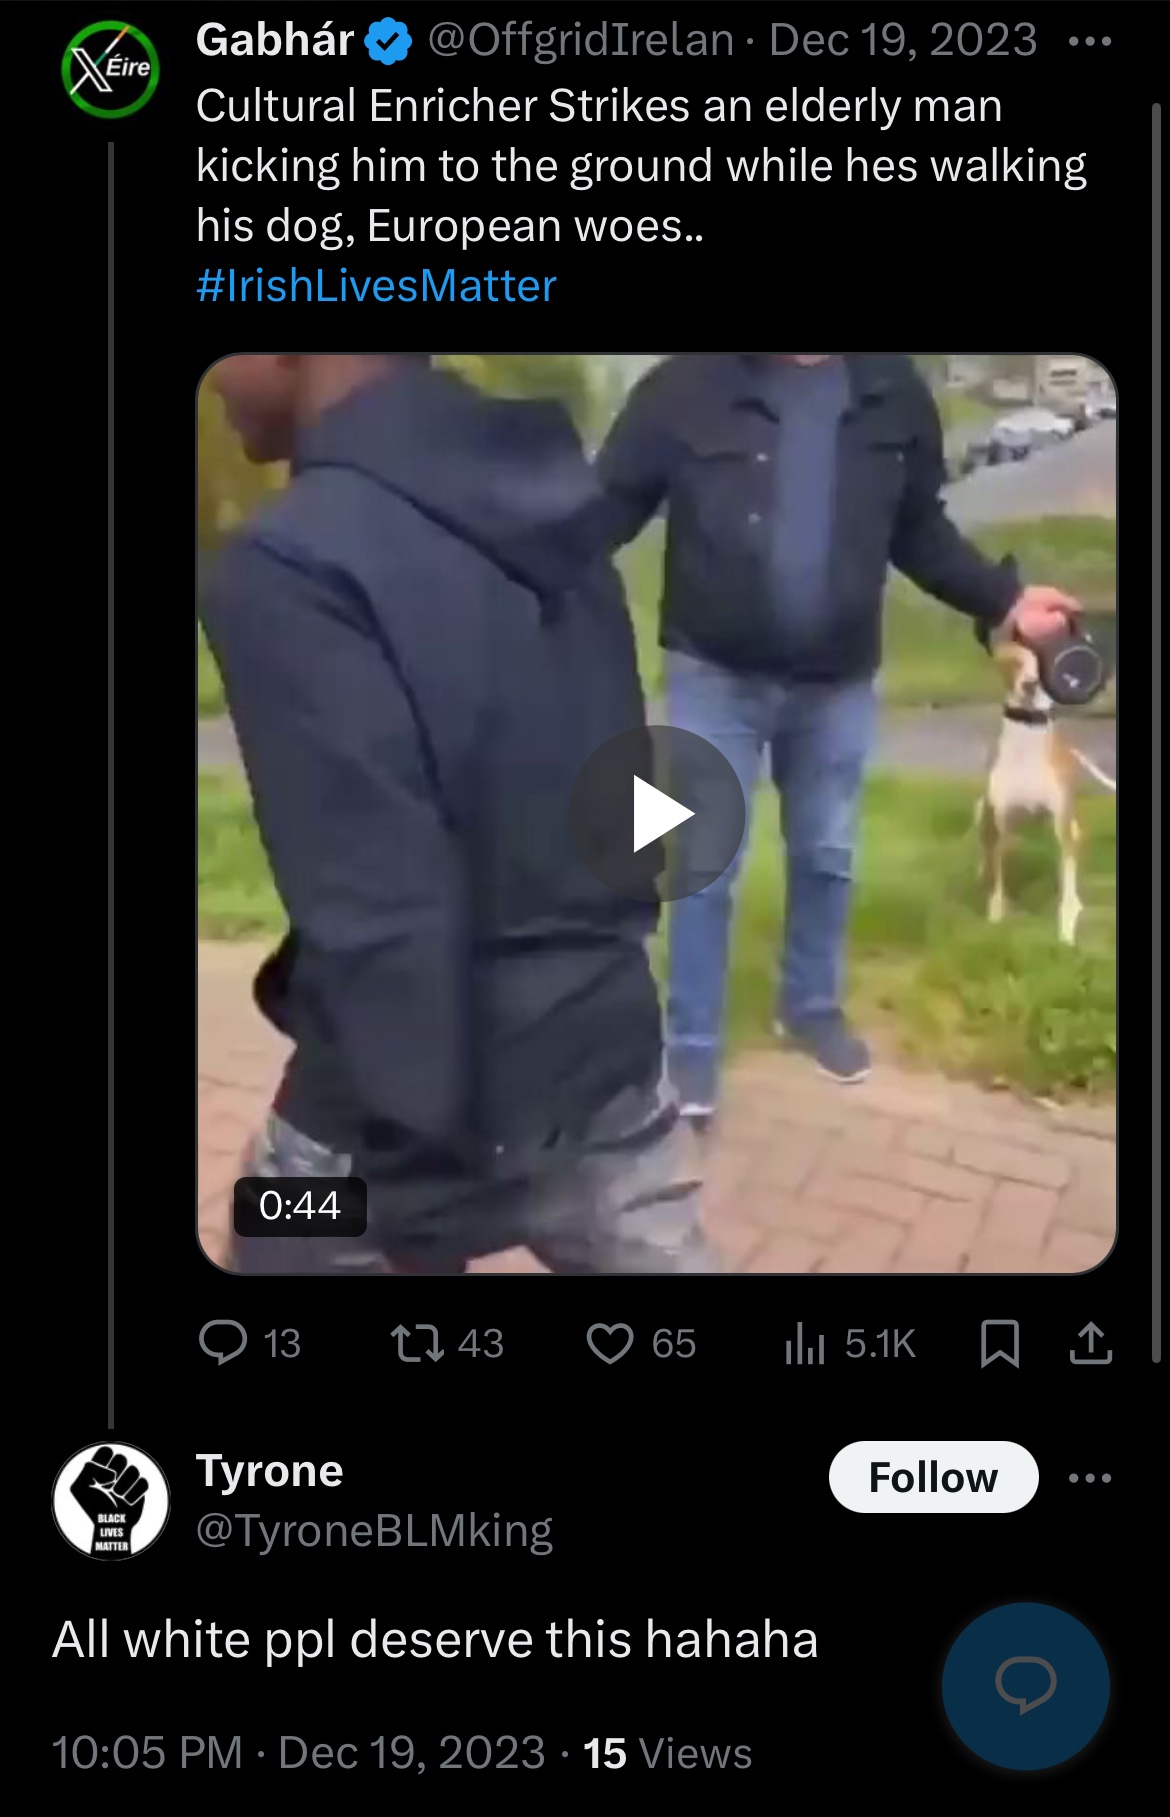 XÉire
Gabhár @OffgridIrelan · Dec 19, 2023
Cultural Enricher Strikes an elderly man
kicking him to the ground while hes walking
his dog, European woes..
#IrishLivesMatter
0:44
13 43 65 5.1K
BLACK
LIVES
MATTER
Tyrone
Follow
@TyroneBLMking
All white ppl deserve this hahaha
10:05 PM · Dec 19, 2023 · 15 Views